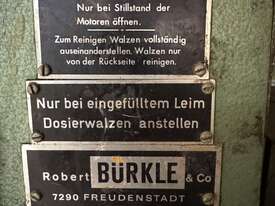 Nur bei Stillstand der
Motoren öffnen.
Zum Reinigen Walzen vollständig
auseinanderstellen. Walzen nur
von der Rückseite reinigen.
Nur bei eingefülltem Leim
Dosierwalzen anstellen
Robert BÜRKLE & Co
7290 FREUDENSTADT